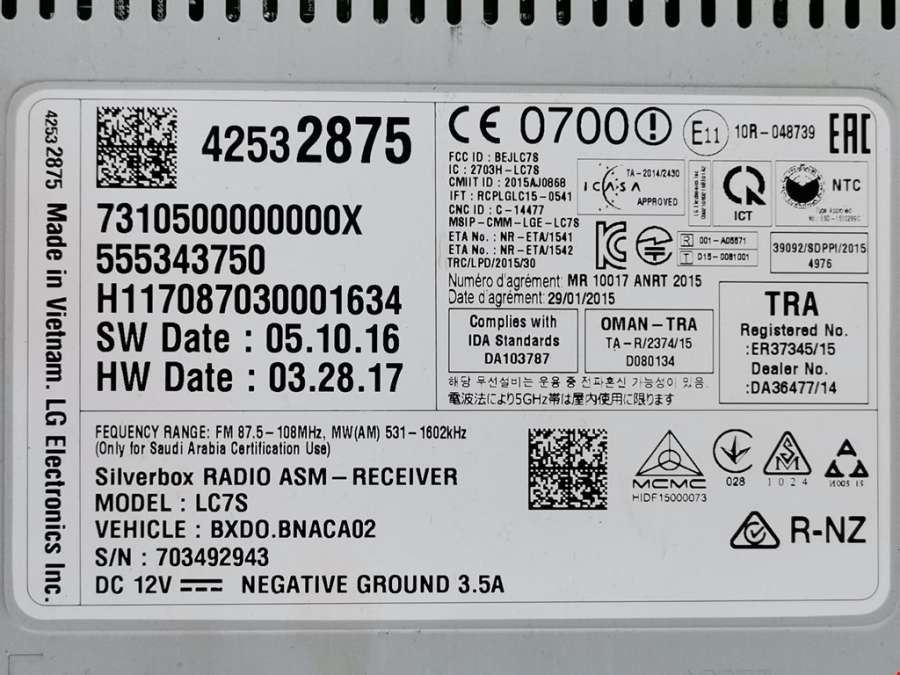 42532875 Made in Vietnam. LG Electronics Inc.
42532875
7310500000000X
555343750
H117087030001634
SW Date : 05.10.16
HW Date : 03.28.17
CE 0700
E11 10R-048739
EAC
FCC ID : BEJLC7S
IC : 2703H-LC7S
CMIIT ID : 2015AJ0868
IFT : RCPLGLC15-0541
CNC ID : C-14477
MSIP-CMM-LGE-LC7S
ETA No. : NR-ETA/1541
ETA No. : NR-ETA/1542
TRC/LPD/2015/30
ICASA
TA-2014/2430
APPROVED
ICT
NTC
Type Approved
R 001-A05571
T D15-0081001
39092/SDPPI/2015
4976
Numéro d'agrément: MR 10017 ANRT 2015
Date d'agrément: 29/01/2015
Complies with
IDA Standards
DA103787
OMAN-TRA
TA-R/2374/15
D080134
TRA
Registered No.
:ER37345/15
Dealer No.
:DA36477/14
해당 무선설비는 운용 중 전파혼신 가능성이 있음.
電波法により5GHz帯は屋内使用に限ります
FEQUENCY RANGE: FM 87.5-108MHz, MW(AM) 531-1602kHz
(Only for Saudi Arabia Certification Use)
Silverbox RADIO ASM-RECEIVER
MODEL : LC7S
VEHICLE : BXDO.BNACA02
S/N : 703492943
DC 12V NEGATIVE GROUND 3.5A
MCMC
HIDF15000073
028
1024
R-NZ